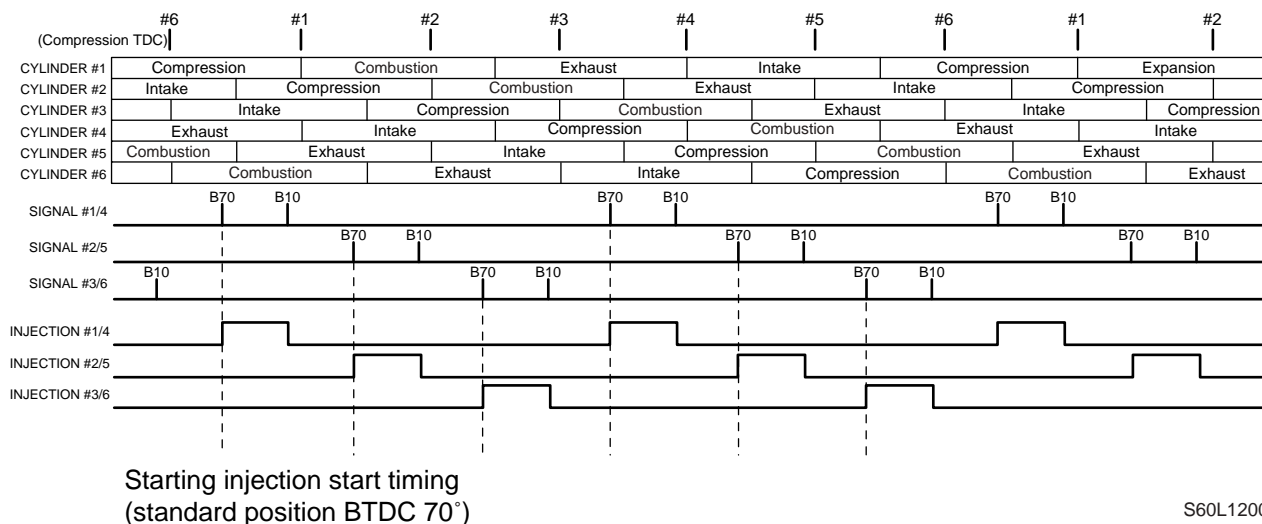 #6 #1 #2 #3 #4 #5 #6 #1 #2
(Compression TDC)
CYLINDER #1 Compression Combustion Exhaust Intake Compression Expansion
CYLINDER #2 Intake Compression Combustion Exhaust Intake Compression
CYLINDER #3 Intake Compression Combustion Exhaust Intake Compression
CYLINDER #4 Exhaust Intake Compression Combustion Exhaust Intake
CYLINDER #5 Combustion Exhaust Intake Compression Combustion Exhaust
CYLINDER #6 Combustion Exhaust Intake Compression Combustion Exhaust
SIGNAL #1/4 B70 B10 B70 B10 B70 B10
SIGNAL #2/5 B70 B10 B70 B10 B70 B10
SIGNAL #3/6 B10 B70 B10 B70 B10
INJECTION #1/4
INJECTION #2/5
INJECTION #3/6
Starting injection start timing
(standard position BTDC 70˚)
S60L1200